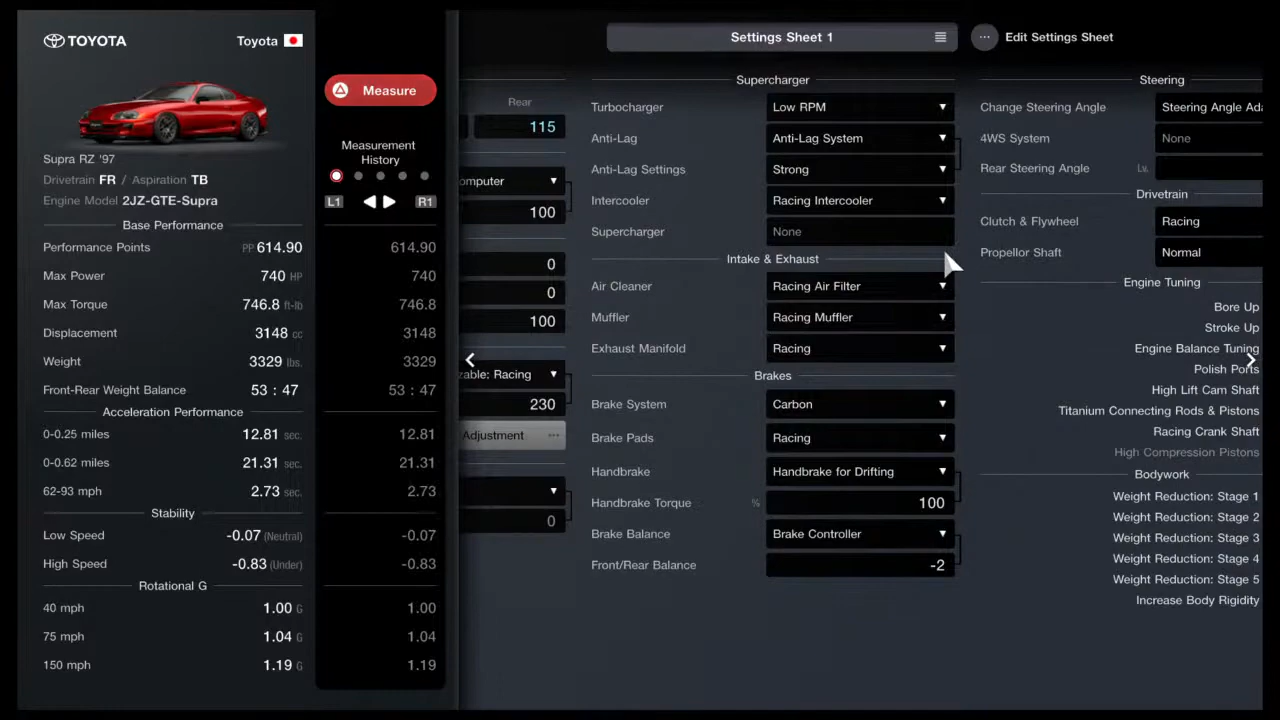 TOYOTA
Toyota
Supra RZ '97
Drivetrain FR / Aspiration TB
Engine Model 2JZ-GTE-Supra
Base Performance
Performance Points PP 614.90
Max Power 740 HP
Max Torque 746.8 ft-lb
Displacement 3148 cc
Weight 3329 lbs.
Front-Rear Weight Balance 53 : 47
Acceleration Performance
0-0.25 miles 12.81 sec.
0-0.62 miles 21.31 sec.
62-93 mph 2.73 sec.
Stability
Low Speed -0.07 (Neutral)
High Speed -0.83 (Under)
Rotational G
40 mph 1.00 G
75 mph 1.04 G
150 mph 1.19 G
Measure
Measurement
History
L1 R1
614.90
740
746.8
3148
3329
53 : 47
12.81
21.31
2.73
-0.07
-0.83
1.00
1.04
1.19
Settings Sheet 1
Edit Settings Sheet
Rear
115
omputer
100
0
0
100
zable: Racing
230
Adjustment
0
Supercharger
Turbocharger Low RPM
Anti-Lag Anti-Lag System
Anti-Lag Settings Strong
Intercooler Racing Intercooler
Supercharger None
Intake & Exhaust
Air Cleaner Racing Air Filter
Muffler Racing Muffler
Exhaust Manifold Racing
Brakes
Brake System Carbon
Brake Pads Racing
Handbrake Handbrake for Drifting
Handbrake Torque % 100
Brake Balance Brake Controller
Front/Rear Balance -2
Steering
Change Steering Angle Steering Angle Ada
4WS System None
Rear Steering Angle Lv.
Drivetrain
Clutch & Flywheel Racing
Propellor Shaft Normal
Engine Tuning
Bore Up
Stroke Up
Engine Balance Tuning
Polish Ports
High Lift Cam Shaft
Titanium Connecting Rods & Pistons
Racing Crank Shaft
High Compression Pistons
Bodywork
Weight Reduction: Stage 1
Weight Reduction: Stage 2
Weight Reduction: Stage 3
Weight Reduction: Stage 4
Weight Reduction: Stage 5
Increase Body Rigidity